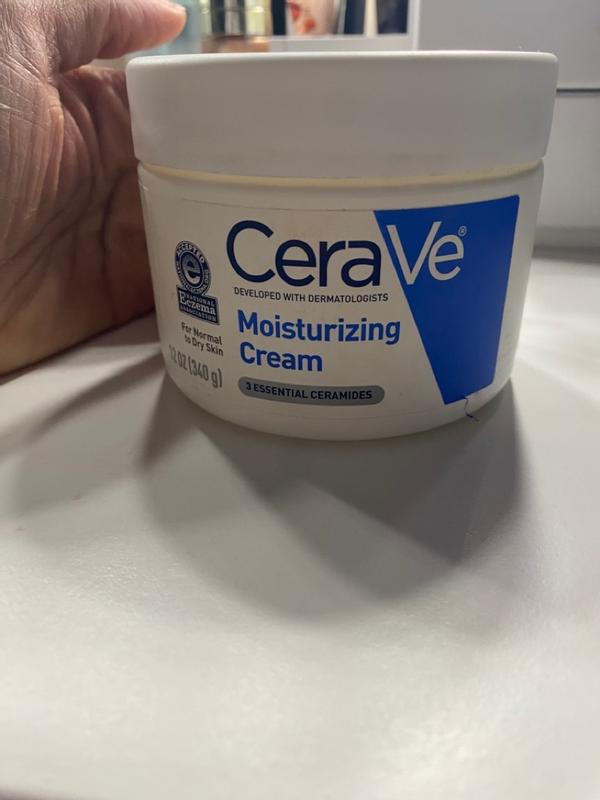 CeraVe®
DEVELOPED WITH DERMATOLOGISTS
Moisturizing
Cream
3 ESSENTIAL CERAMIDES
ACCEPTED
e
NATIONAL
Eczema
ASSOCIATION
For Normal
to Dry Skin
12 OZ (340 g)